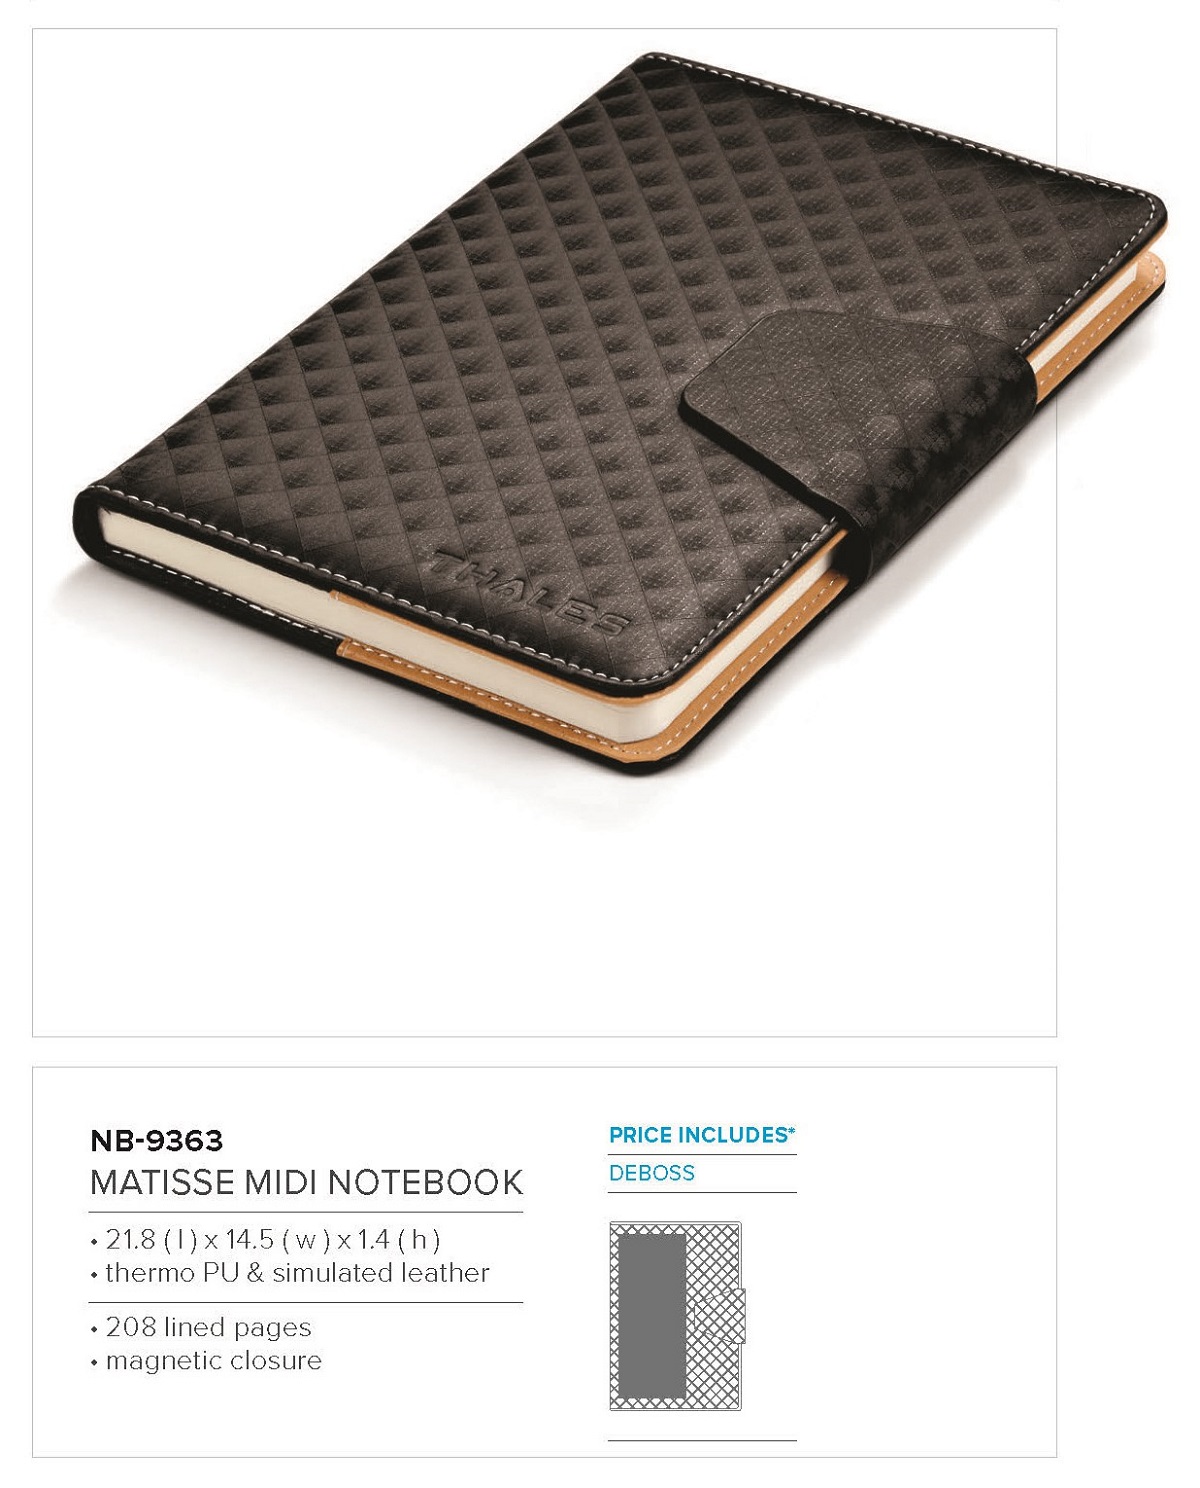 THALES
NB-9363
MATISSE MIDI NOTEBOOK
• 21.8 ( l ) x 14.5 ( w ) x 1.4 ( h )
• thermo PU & simulated leather
• 208 lined pages
• magnetic closure
PRICE INCLUDES*
DEBOSS